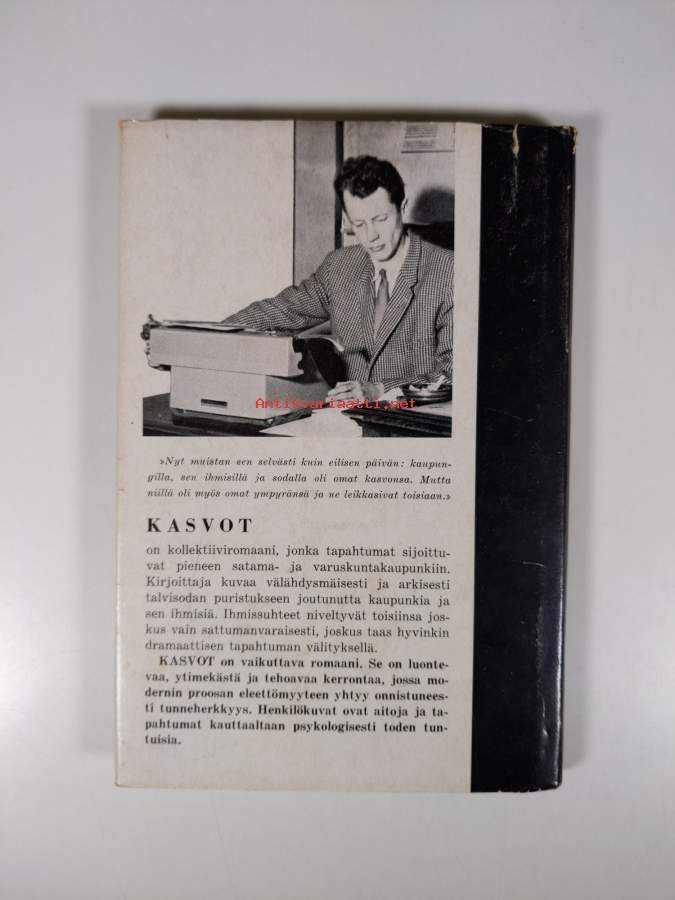 Antikvariaatti.net
»Nyt muistan sen selvästi kuin eilisen päivän: kaupun-
gilla, sen ihmisillä ja sodalla oli omat kasvonsa. Mutta
niillä oli myös omat ympyränsä ja ne leikkasivat toisiaan.»
KASVOT
on kollektiiviromaani, jonka tapahtumat sijoittu-
vat pieneen satama- ja varuskuntakaupunkiin.
Kirjoittaja kuvaa välähdysmäisesti ja arkisesti
talvisodan puristukseen joutunutta kaupunkia ja
sen ihmisiä. Ihmissuhteet niveltyvät toisiinsa jos-
kus vain sattumanvaraisesti, joskus taas hyvinkin
dramaattisen tapahtuman välityksellä.
KASVOT on vaikuttava romaani. Se on luonte-
vaa, ytimekästä ja tehoavaa kerrontaa, jossa mo-
dernin proosan eleettömyyteen yhtyy onnistunees-
ti tunneherkkyys. Henkilökuvat ovat aitoja ja ta-
pahtumat kauttaaltaan psykologisesti toden tun-
tuisia.